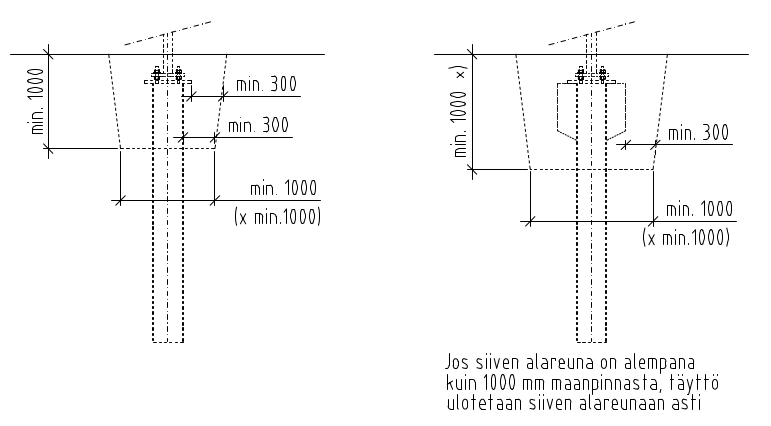 min. 1000
min. 300
min. 300
min. 1000
(x min.1000)
min. 1000 x)
min. 300
min. 1000
(x min.1000)
Jos siiven alareuna on alempana
kuin 1000 mm maanpinnasta, täyttö
ulotetaan siiven alareunaan asti